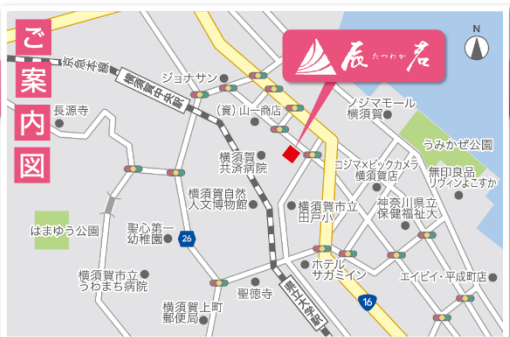 ご案内図
N
辰君
たつわか
京急本線
横須賀中央駅
ジョナサン
(資)山一商店
ノジマモール
横須賀
うみかぜ公園
長源寺
横須賀
共済病院
コジマ×ビックカメラ
横須賀店
無印良品
リヴィンよこすか
横須賀自然
人文博物館
横須賀市立
田戸小
神奈川県立
保健福祉大
はまゆう公園
聖心第一
幼稚園
26
ホテル
サガミイン
横須賀市立
うわまち病院
聖徳寺
県立大学駅
エイビイ・平成町店
横須賀上町
郵便局
16